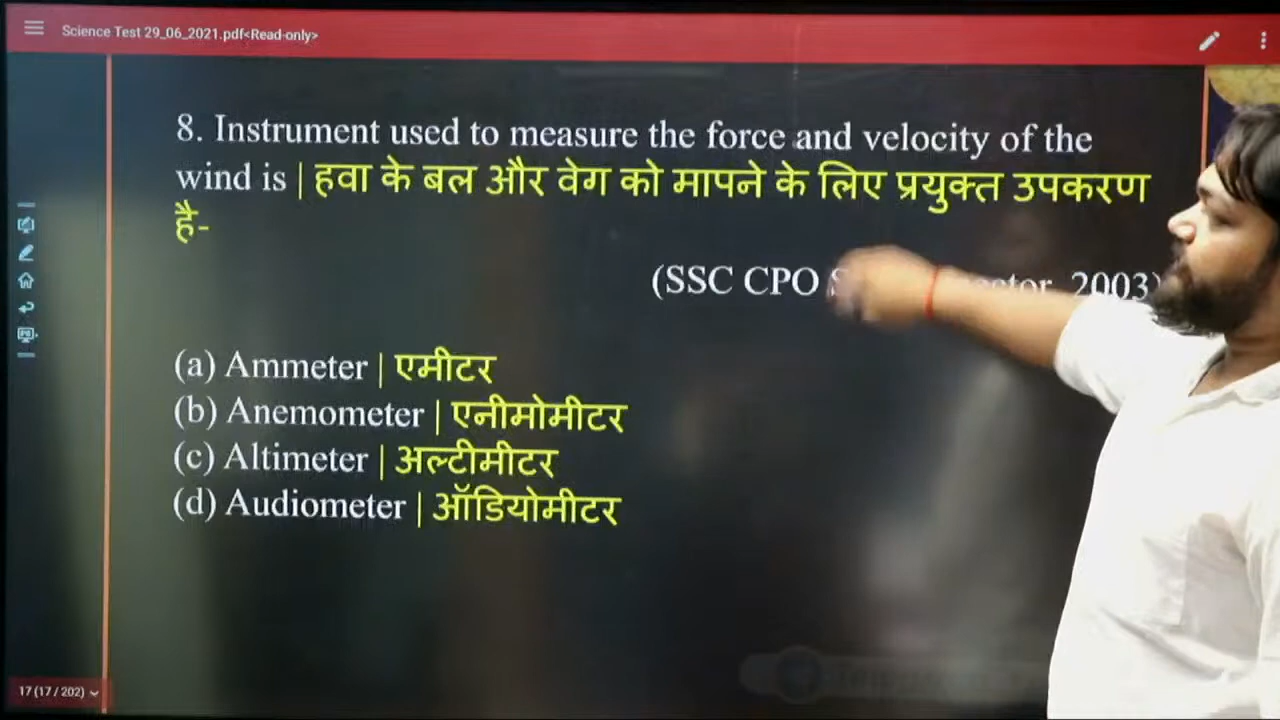 Science Test 29_06_2021.pdf<Read-only>
8. Instrument used to measure the force and velocity of the
wind is | हवा के बल और वेग को मापने के लिए प्रयुक्त उपकरण
है-
(SSC CPO 2003)
(a) Ammeter | एमीटर
(b) Anemometer | एनीमोमीटर
(c) Altimeter | अल्टीमीटर
(d) Audiometer | ऑडियोमीटर
17 (17 / 202)